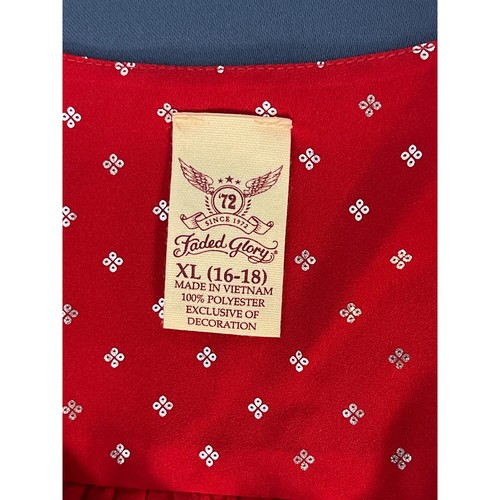 '72
SINCE 1972
Faded Glory®
XL (16-18)
MADE IN VIETNAM
100% POLYESTER
EXCLUSIVE OF
DECORATION